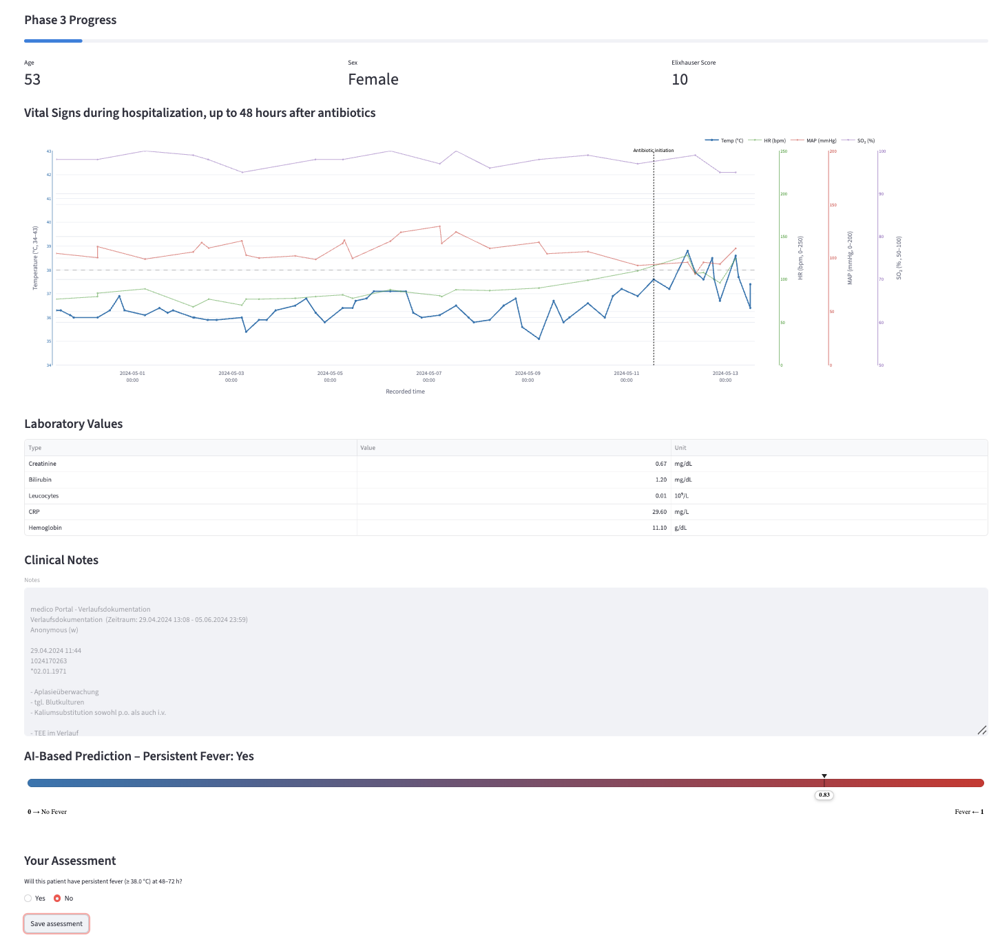 Phase 3 Progress
Age
53
Sex
Female
Elixhauser Score
10
Vital Signs during hospitalization, up to 48 hours after antibiotics
Temp (°C)
HR (bpm)
MAP (mmHg)
SO₂ (%)
Antibiotic initiation
43
42
41
40
39
38
37
36
35
34
Temperature (°C, 34–43)
250
200
150
100
50
0
HR (bpm, 0–250)
200
150
100
50
0
MAP (mmHg, 0–200)
100
90
80
70
60
50
SO₂ (% , 50–100)
2024-05-01
00:00
2024-05-03
00:00
2024-05-05
00:00
2024-05-07
00:00
2024-05-09
00:00
2024-05-11
00:00
2024-05-13
00:00
Recorded time
Laboratory Values
Type Value Unit
Creatinine 0.67 mg/dL
Bilirubin 1.20 mg/dL
Leucocytes 0.01 10⁹/L
CRP 29.60 mg/L
Hemoglobin 11.10 g/dL
Clinical Notes
Notes
medico Portal - Verlaufsdokumentation
Verlaufsdokumentation (Zeitraum: 29.04.2024 13:08 - 05.06.2024 23:59)
Anonymous (w)
29.04.2024 11:44
1024170263
*02.01.1971
- Aplasieüberwachung
- tgl. Blutkulturen
- Kaliumsubstitution sowohl p.o. als auch i.v.
- TEE im Verlauf
AI-Based Prediction – Persistent Fever: Yes
0.83
0 → No Fever
Fever ← 1
Your Assessment
Will this patient have persistent fever (≥ 38.0 °C) at 48–72 h?
Yes
No
Save assessment